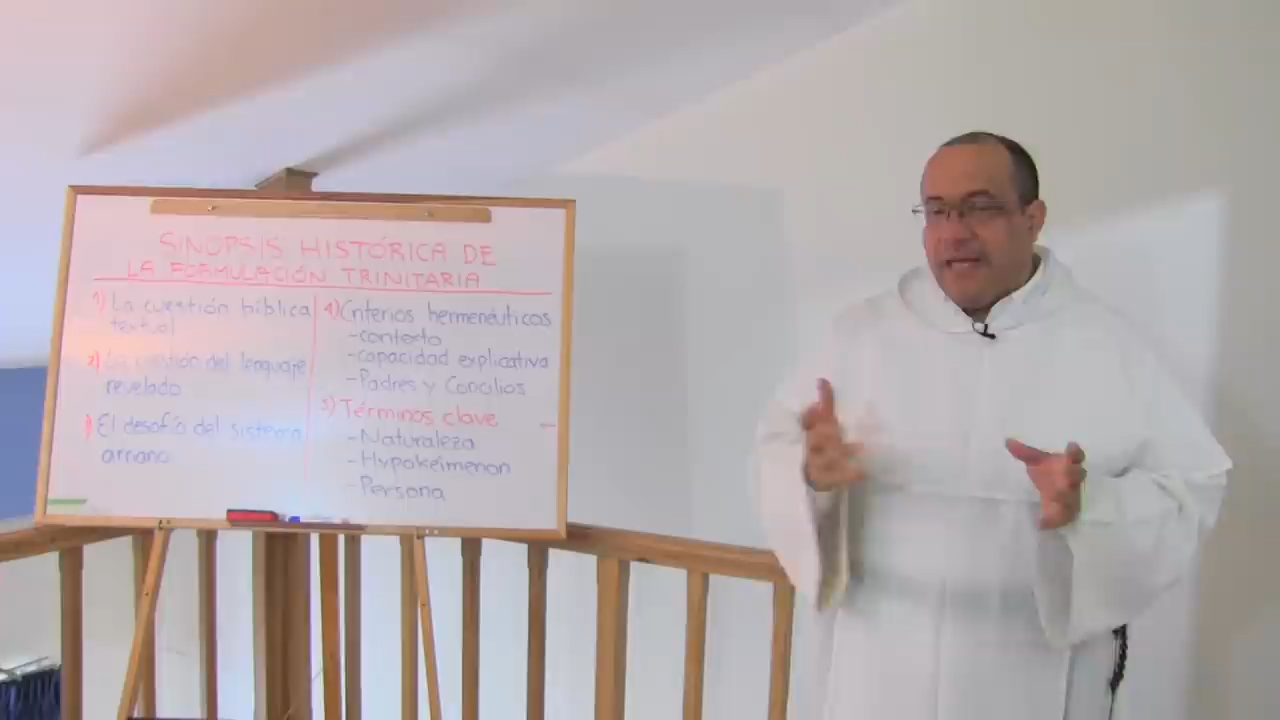 SINOPSIS HISTÓRICA DE
LA FORMULACIÓN TRINITARIA
1) La cuestión bíblica
textual
2) La cuestión del lenguaje
revelado
3) El desafío del sistema
arriano
4) Criterios hermenéuticos
- contexto
- capacidad explicativa
- Padres y Concilios
5) Términos clave
- Naturaleza
- Hypokéimenon
- Persona